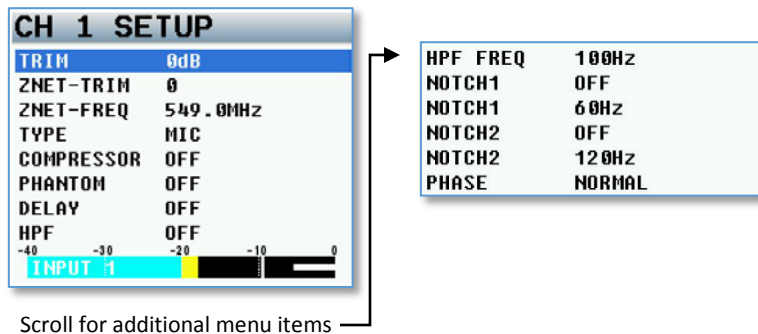 CH 1 SETUP
TRIM 0dB
ZNET-TRIM 0
ZNET-FREQ 549.0MHz
TYPE MIC
COMPRESSOR OFF
PHANTOM OFF
DELAY OFF
HPF OFF
-40 -30 -20 -10 0
INPUT 1
HPF FREQ 100Hz
NOTCH1 OFF
NOTCH1 60Hz
NOTCH2 OFF
NOTCH2 120Hz
PHASE NORMAL
Scroll for additional menu items